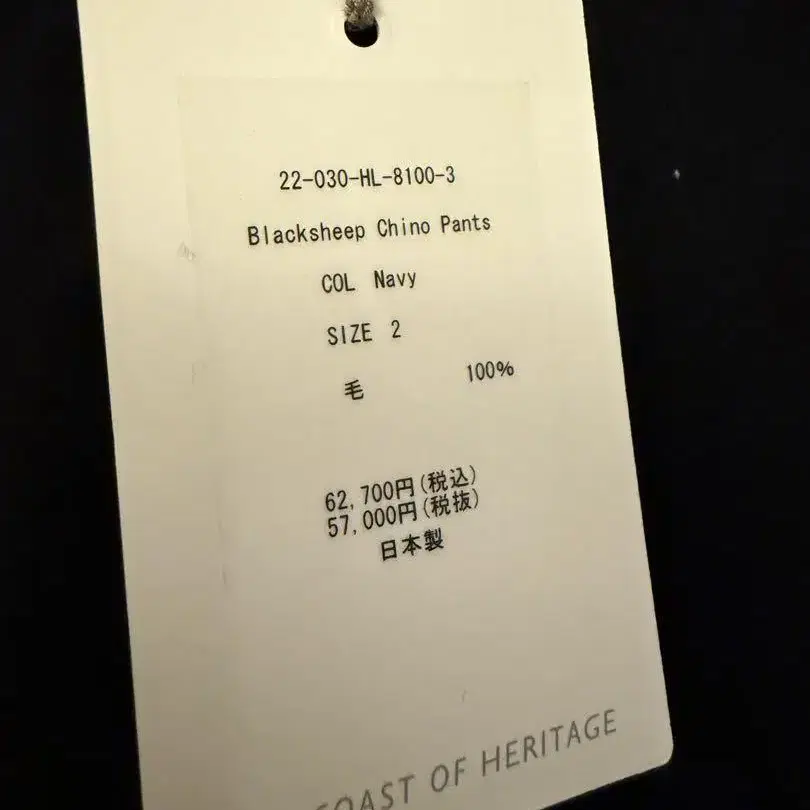 22-030-HL-8100-3
Blacksheep Chino Pants
COL Navy
SIZE 2
毛 100%
62,700円(税込)
57,000円(税抜)
日本製
OF HERITAGE